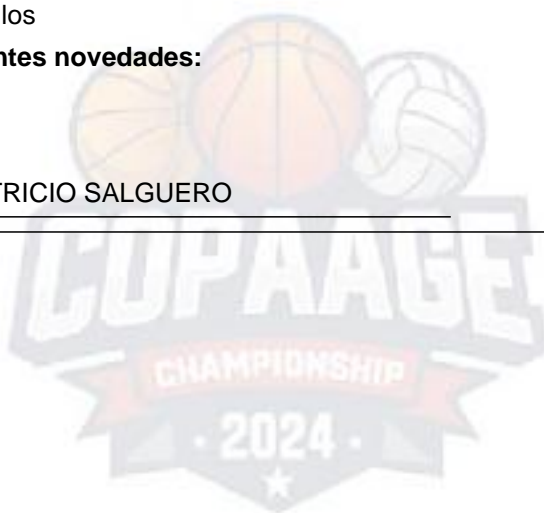 los
ntes novedades:
TRICIO SALGUERO
COPAAGE
CHAMPIONSHIP
· 2024 ·